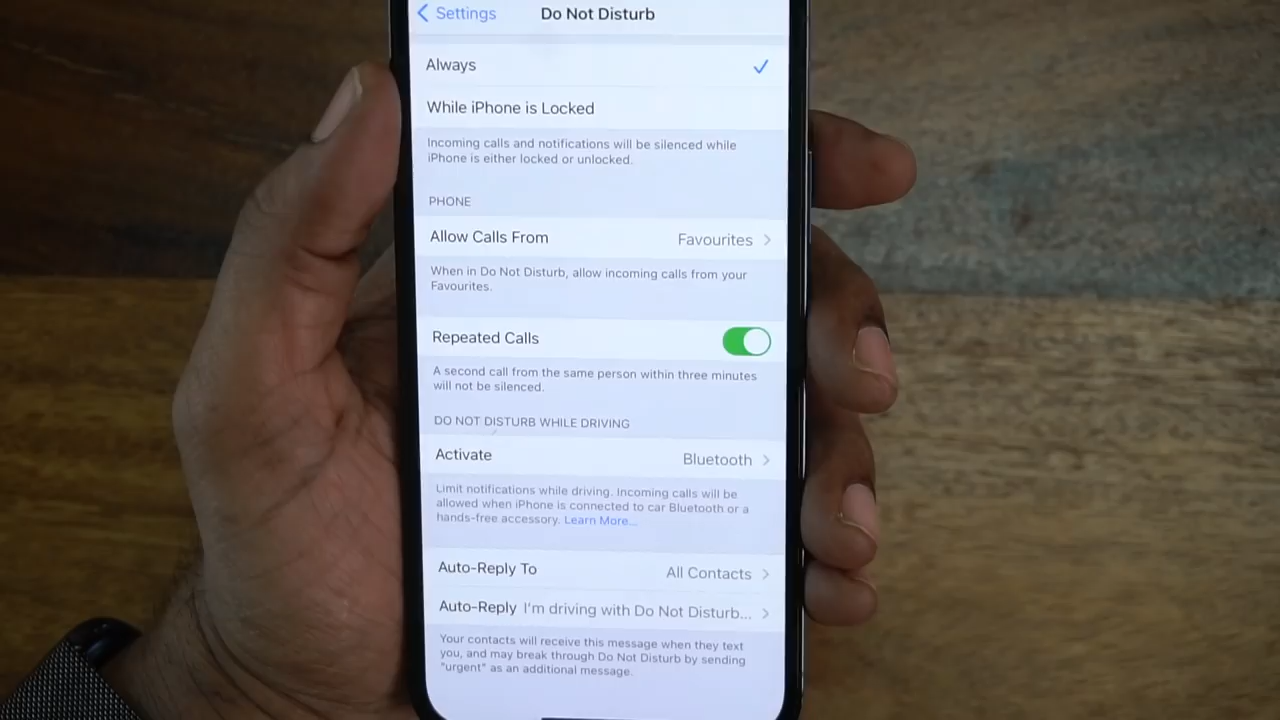 Settings
Do Not Disturb
Always
While iPhone is Locked
Incoming calls and notifications will be silenced while
iPhone is either locked or unlocked.
PHONE
Allow Calls From Favourites
When in Do Not Disturb, allow incoming calls from your
Favourites.
Repeated Calls
A second call from the same person within three minutes
will not be silenced.
DO NOT DISTURB WHILE DRIVING
Activate Bluetooth
Limit notifications while driving. Incoming calls will be
allowed when iPhone is connected to car Bluetooth or a
hands-free accessory. Learn More...
Auto-Reply To All Contacts
Auto-Reply I'm driving with Do Not Disturb...
Your contacts will receive this message when they text
you, and may break through Do Not Disturb by sending
"urgent" as an additional message.